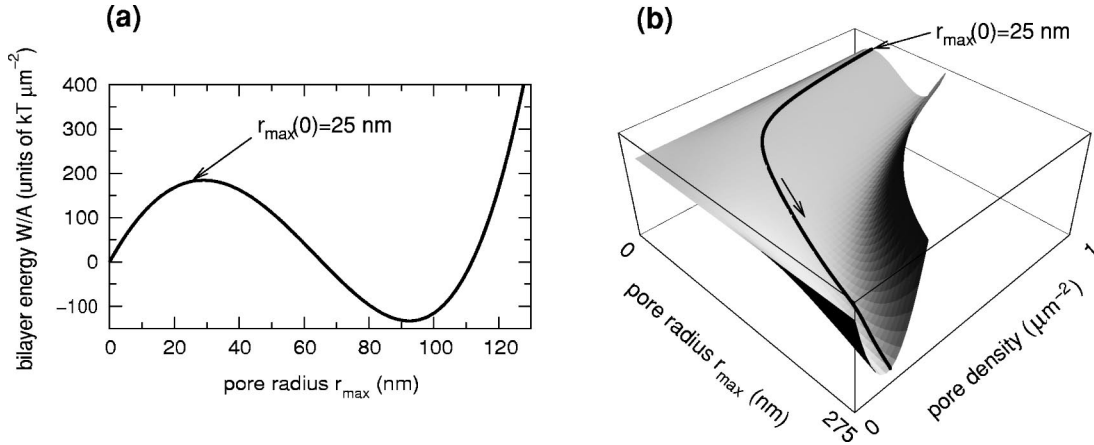 (a)
bilayer energy W/A (units of kT μm⁻²)
400
300
200
100
0
−100
r_max(0)=25 nm
0 20 40 60 80 100 120
pore radius r_max (nm)
(b)
r_max(0)=25 nm
0
pore radius r_max (nm)
275
0
pore density (μm⁻²)
1